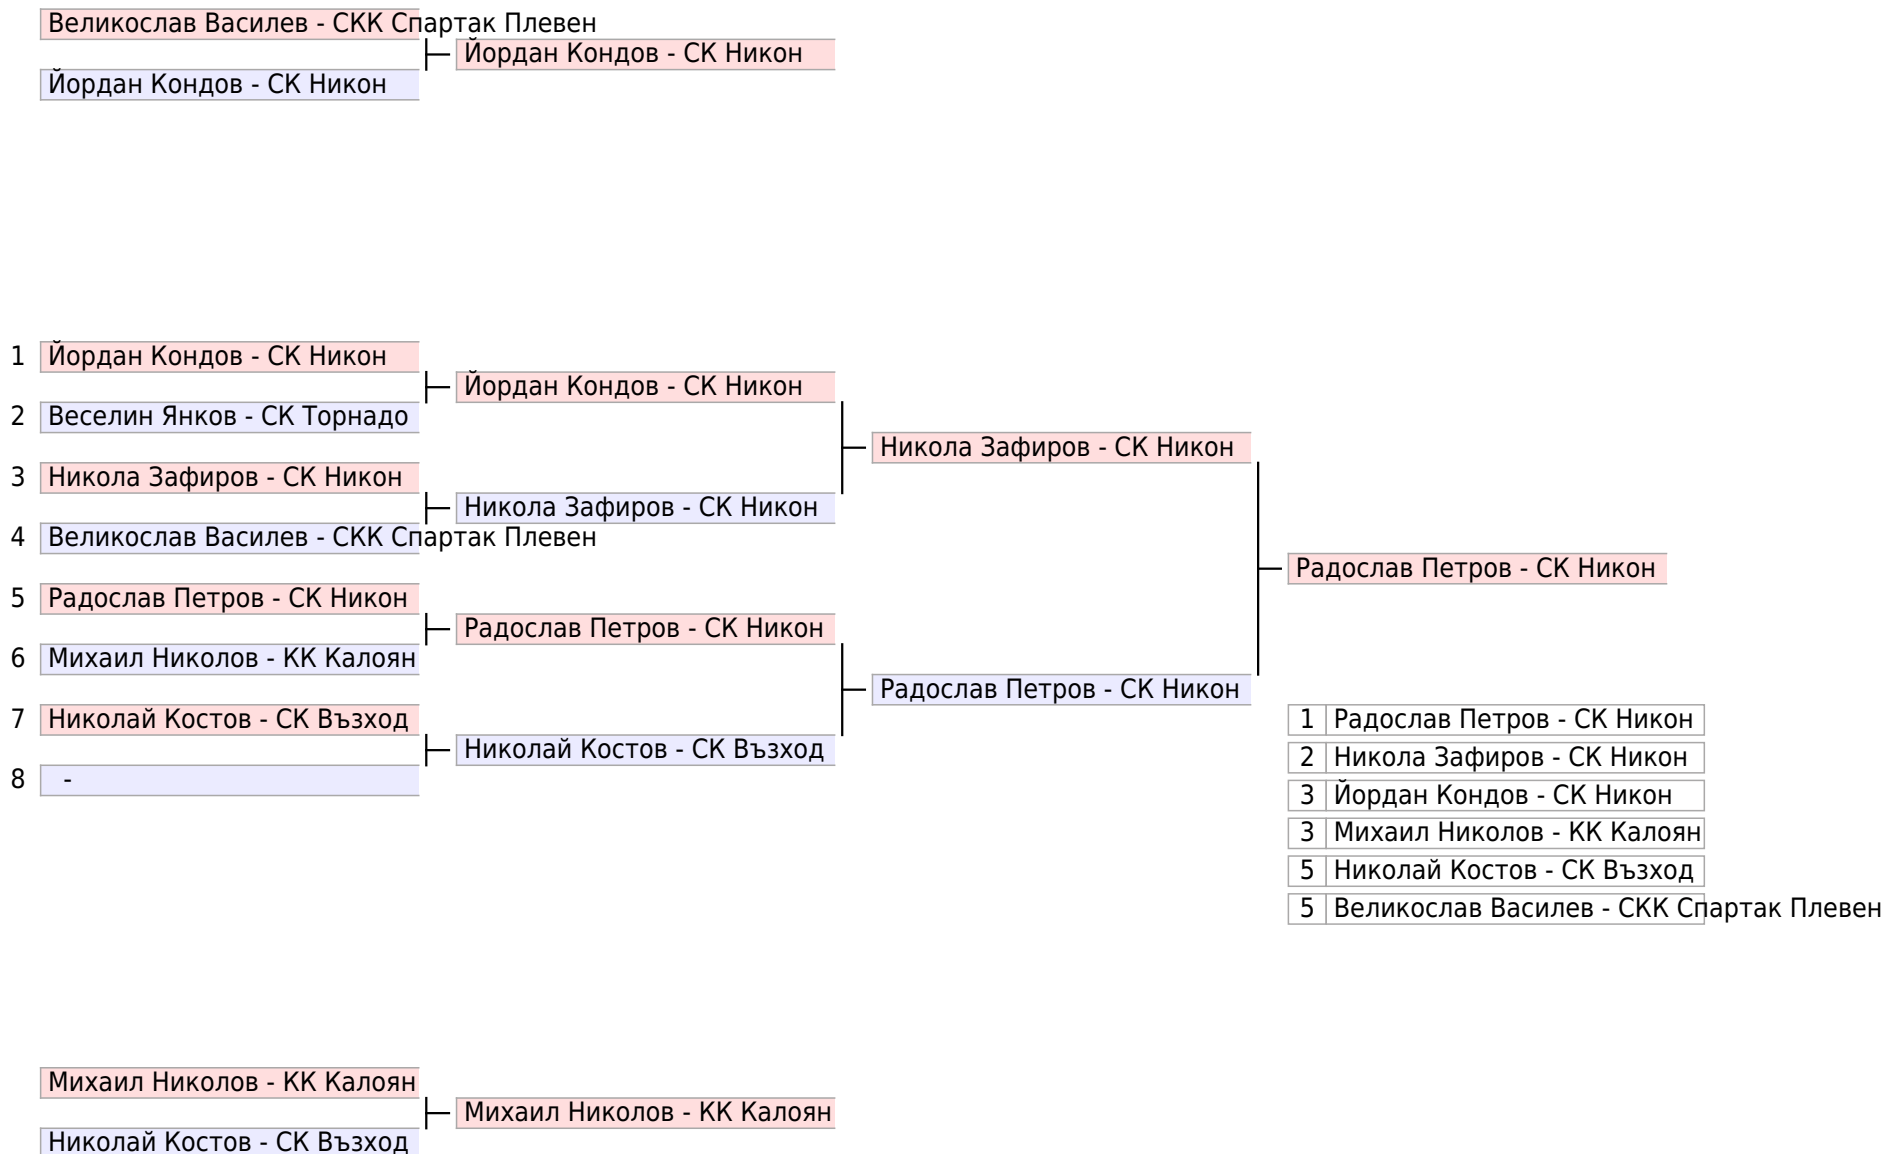 Великослав Василев - СКК Спартак Плевен
Йордан Кондов - СК Никон
Йордан Кондов - СК Никон
1 Йордан Кондов - СК Никон
Йордан Кондов - СК Никон
2 Веселин Янков - СК Торнадо
Никола Зафиров - СК Никон
3 Никола Зафиров - СК Никон
Никола Зафиров - СК Никон
4 Великослав Василев - СКК Спартак Плевен
Радослав Петров - СК Никон
5 Радослав Петров - СК Никон
Радослав Петров - СК Никон
6 Михаил Николов - КК Калоян
Радослав Петров - СК Никон
7 Николай Костов - СК Възход
Николай Костов - СК Възход
8 -
1 Радослав Петров - СК Никон
2 Никола Зафиров - СК Никон
3 Йордан Кондов - СК Никон
3 Михаил Николов - КК Калоян
5 Николай Костов - СК Възход
5 Великослав Василев - СКК Спартак Плевен
Михаил Николов - КК Калоян
Михаил Николов - КК Калоян
Николай Костов - СК Възход